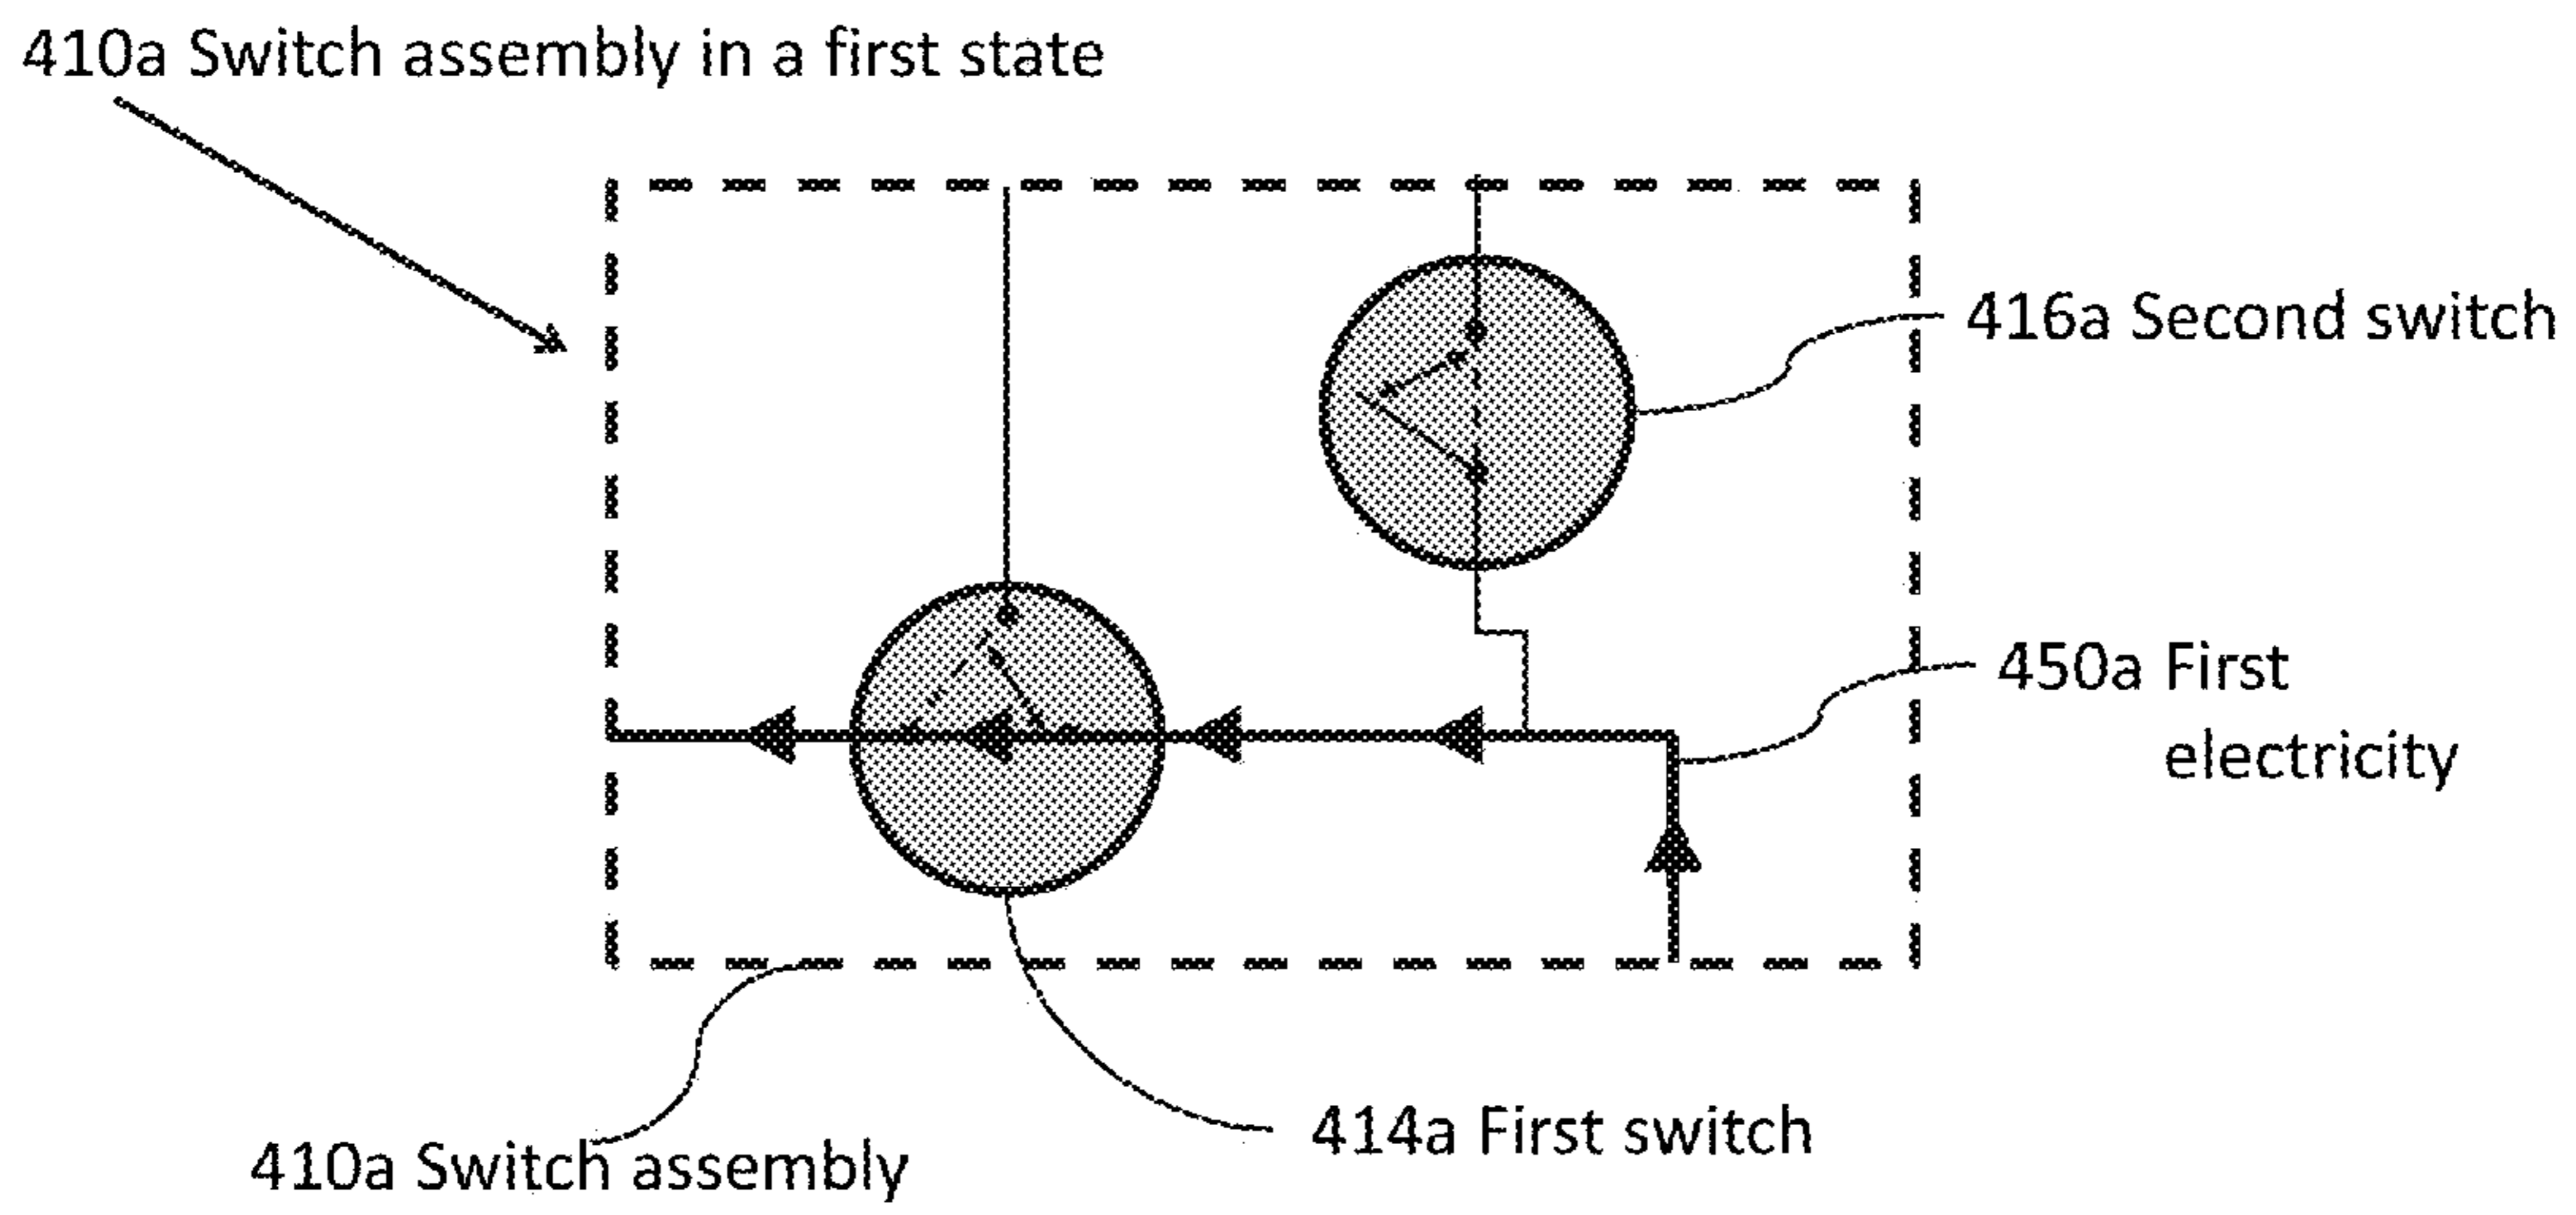 410a Switch assembly in a first state
416a Second switch
450a First
electricity
414a First switch
410a Switch assembly